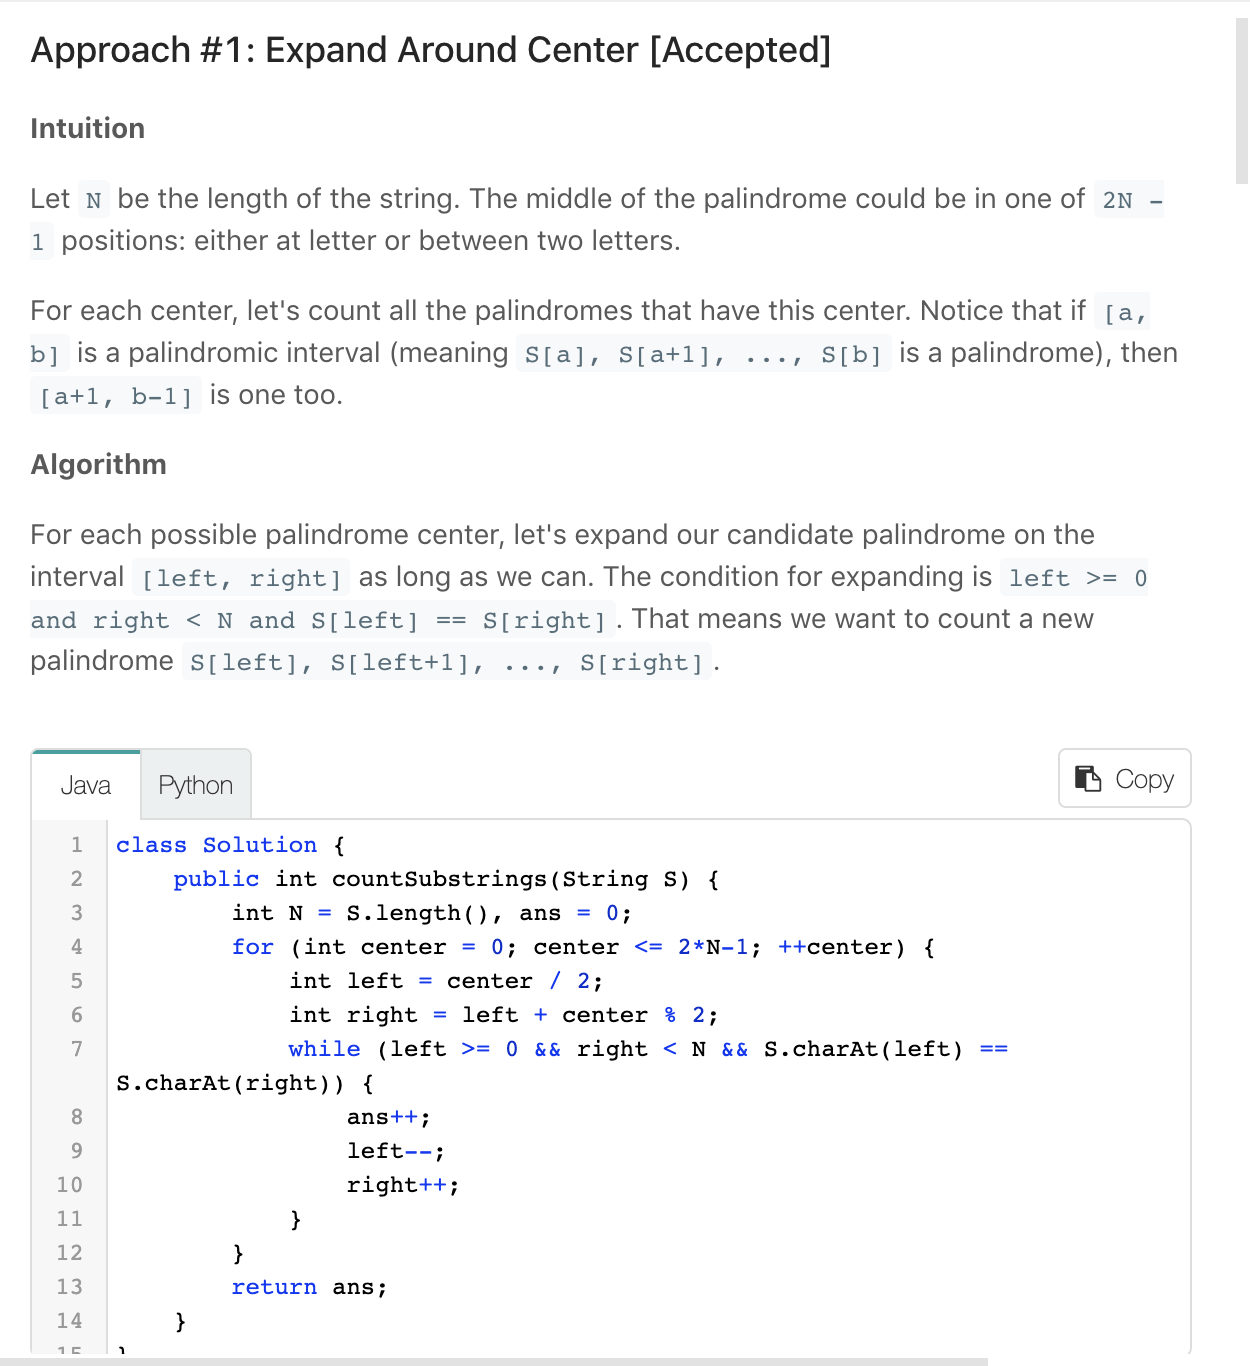 Approach #1: Expand Around Center [Accepted]
Intuition
Let N be the length of the string. The middle of the palindrome could be in one of 2N -
1 positions: either at letter or between two letters.
For each center, let's count all the palindromes that have this center. Notice that if [a,
b] is a palindromic interval (meaning S[a], S[a+1], ..., S[b] is a palindrome), then
[a+1, b-1] is one too.
Algorithm
For each possible palindrome center, let's expand our candidate palindrome on the
interval [left, right] as long as we can. The condition for expanding is left >= 0
and right < N and S[left] == S[right]. That means we want to count a new
palindrome S[left], S[left+1], ..., S[right].
Java Python Copy
1 class Solution {
2     public int countSubstrings(String S) {
3         int N = S.length(), ans = 0;
4         for (int center = 0; center <= 2*N-1; ++center) {
5             int left = center / 2;
6             int right = left + center % 2;
7             while (left >= 0 && right < N && S.charAt(left) ==
S.charAt(right)) {
8                 ans++;
9                 left--;
10                 right++;
11             }
12         }
13         return ans;
14     }
15 }